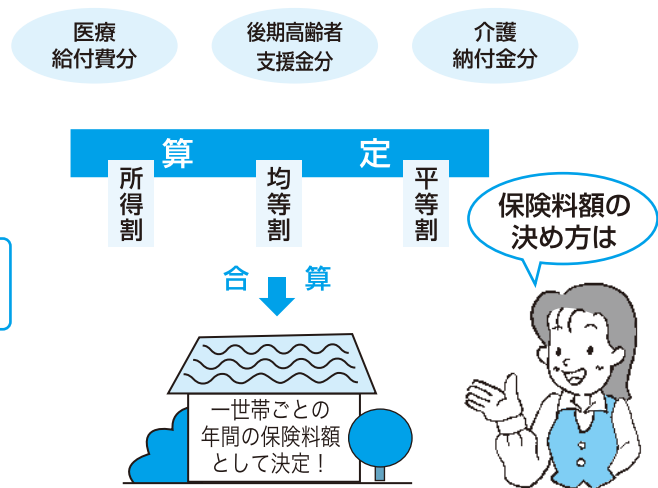 医療
給付費分
後期高齢者
支援金分
介護
納付金分
算定
所得割
均等割
平等割
保険料額の
決め方は
合算
一世帯ごとの
年間の保険料額
として決定！